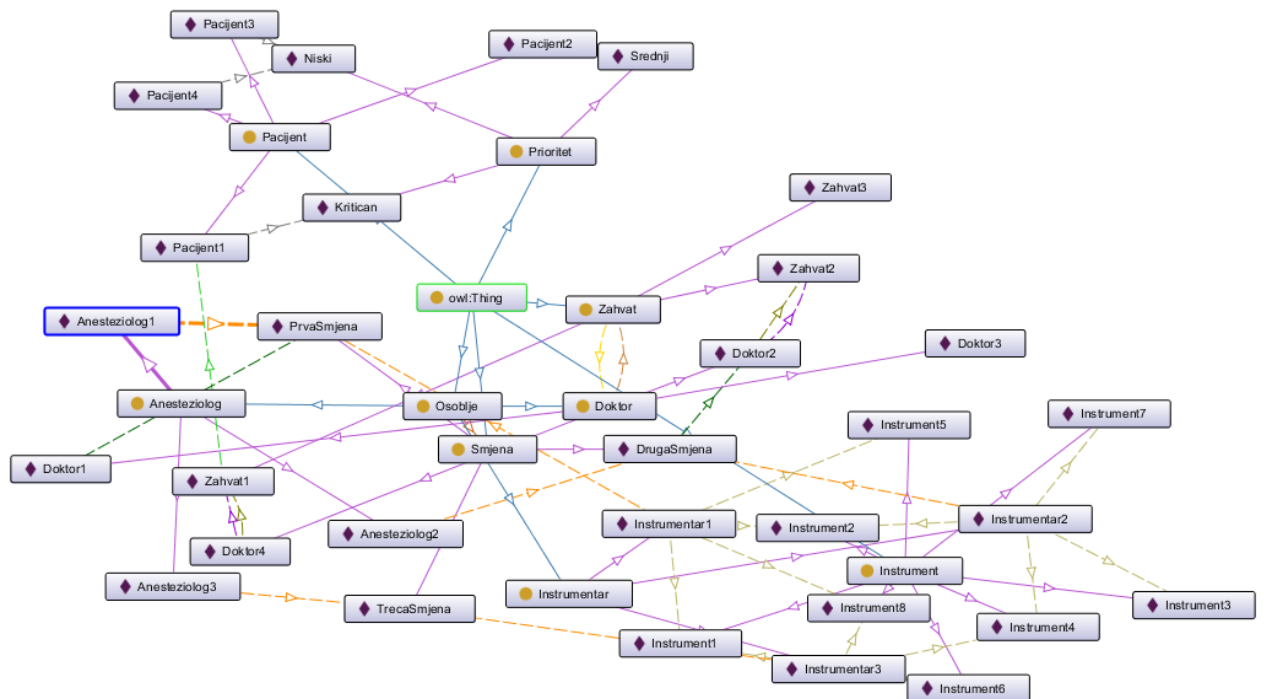 Pacijent3
Pacijent2
Niski
Srednji
Pacijent4
Pacijent
Prioritet
Zahvat3
Kritican
Pacijent1
Zahvat2
owl:Thing
Zahvat
Anesteziolog1
PrvaSmjena
Doktor3
Doktor2
Anesteziolog
Osoblje
Doktor
Instrument7
Instrument5
Smjena
DrugaSmjena
Doktor1
Zahvat1
Instrumentar1
Instrument2
Instrumentar2
Anesteziolog2
Doktor4
Instrument
Anesteziolog3
Instrumentar
TrecaSmjena
Instrument8
Instrument3
Instrument4
Instrument1
Instrumentar3
Instrument6